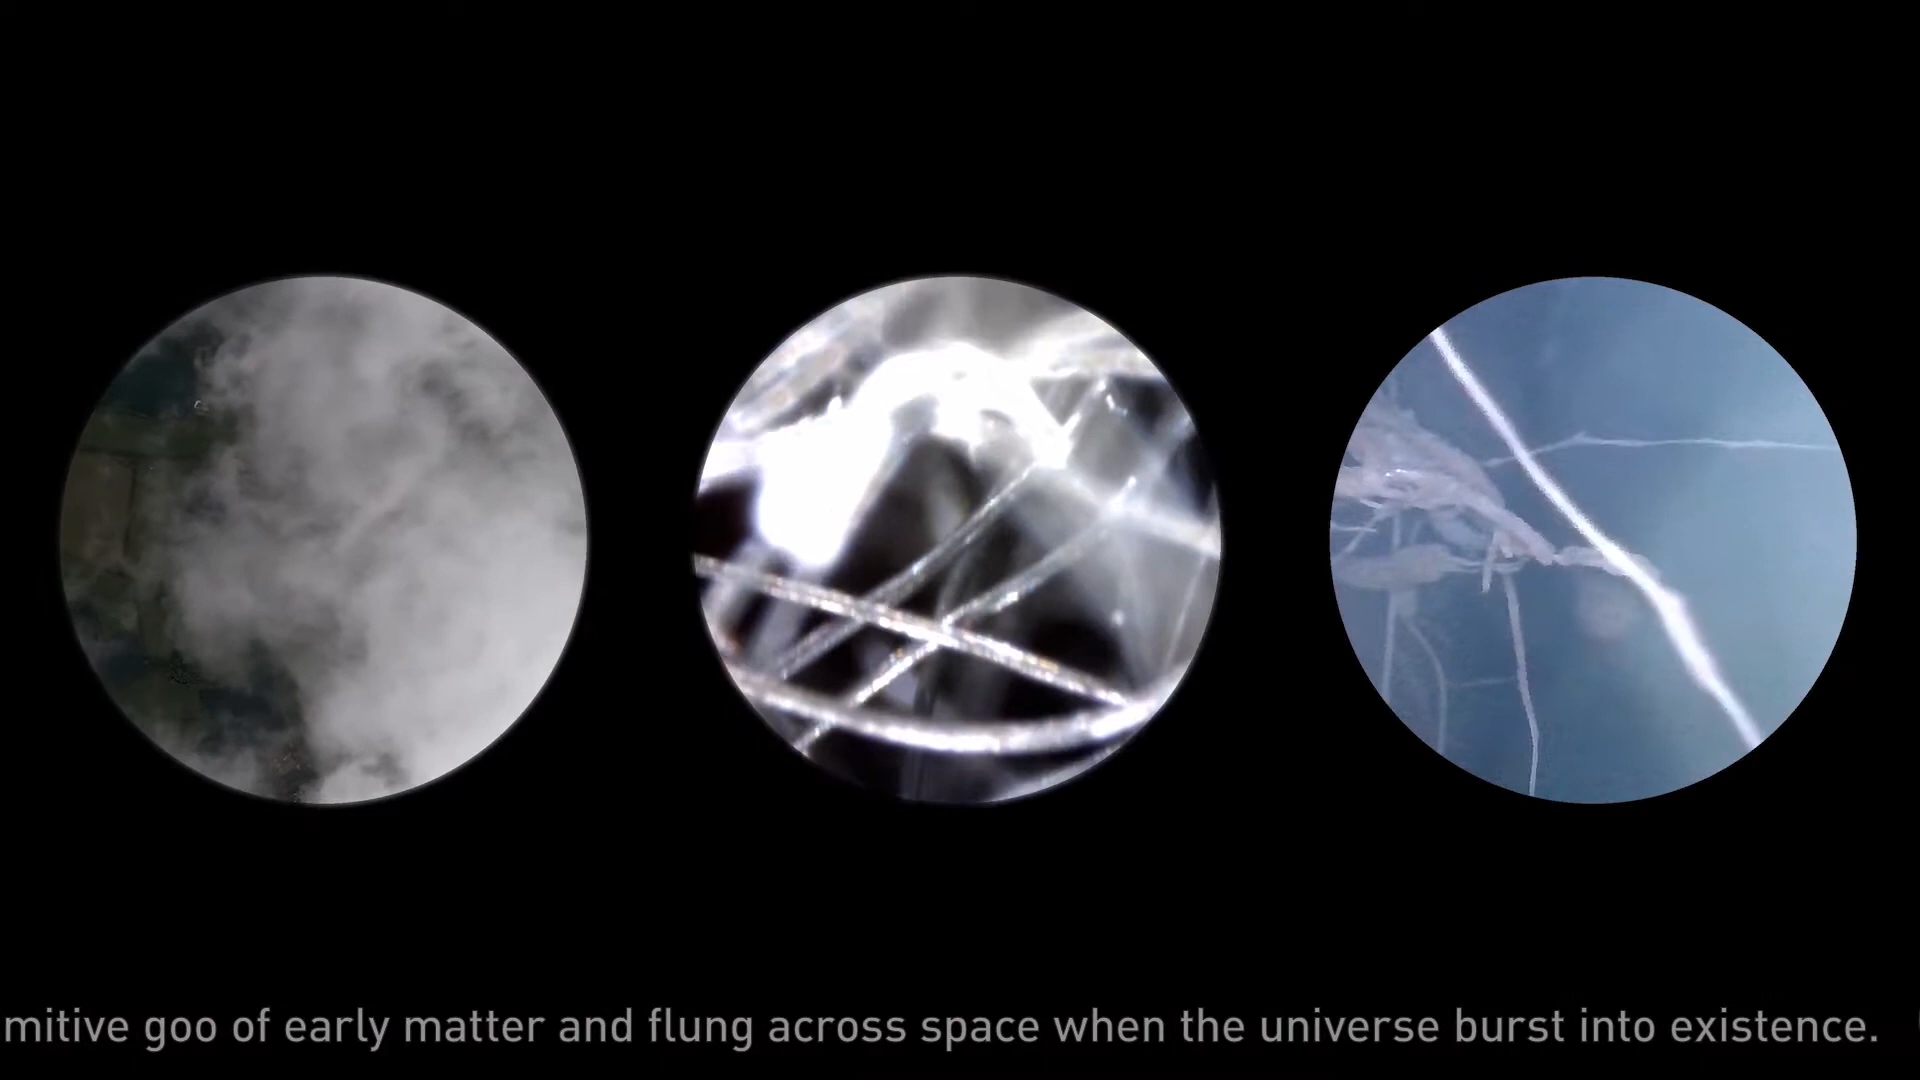 mitive goo of early matter and flung across space when the universe burst into existence.